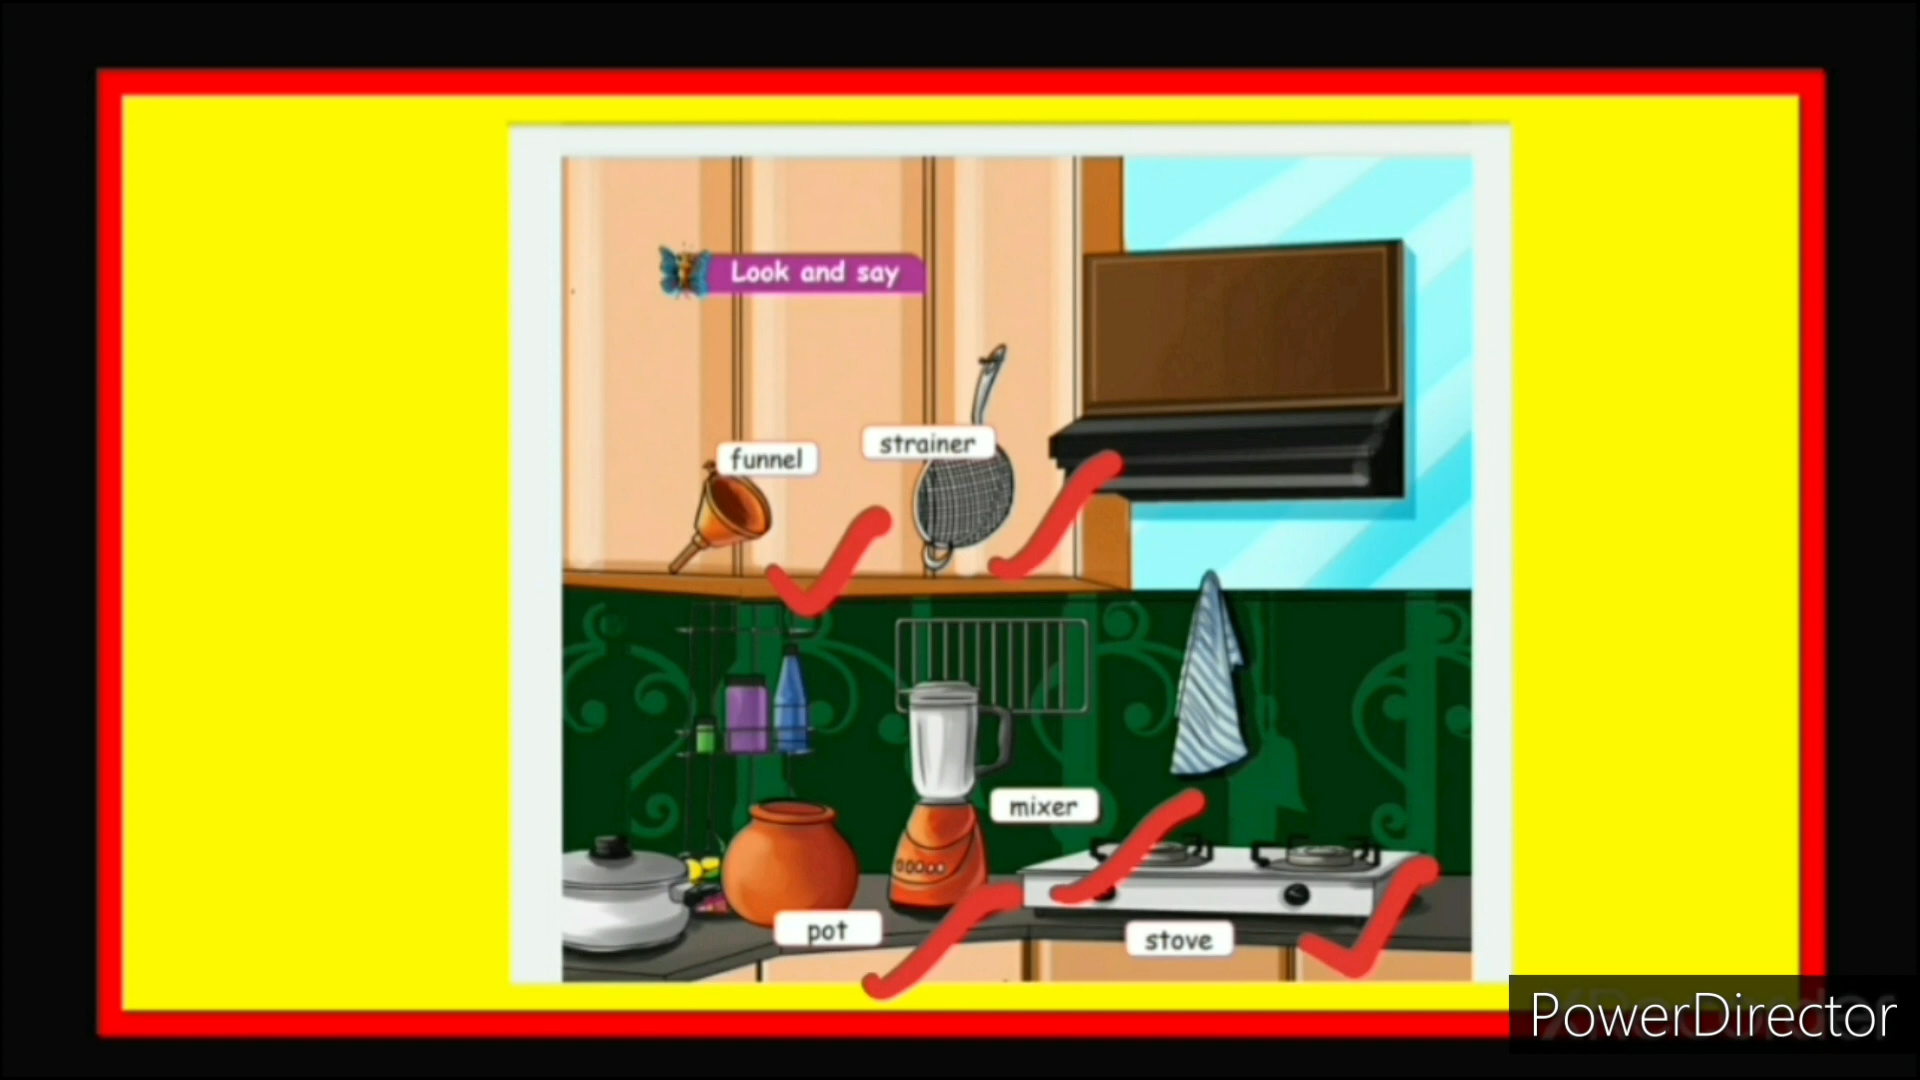 Look and say
strainer
funnel
mixer
pot
stove
PowerDirector